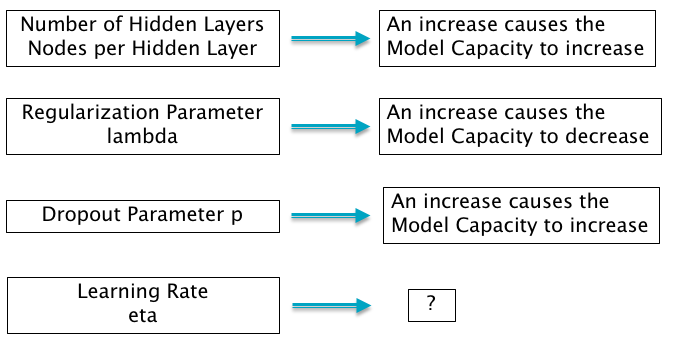 Number of Hidden Layers
Nodes per Hidden Layer
An increase causes the
Model Capacity to increase
Regularization Parameter
lambda
An increase causes the
Model Capacity to decrease
Dropout Parameter p
An increase causes the
Model Capacity to increase
Learning Rate
eta
?